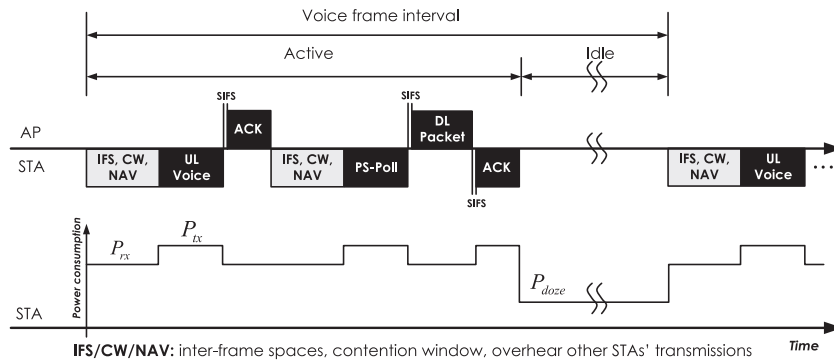 Voice frame interval
Active
Idle
SIFS
SIFS
AP
ACK
DL Packet
STA
IFS, CW, NAV
UL Voice
IFS, CW, NAV
PS-Poll
ACK
IFS, CW, NAV
UL Voice
...
SIFS
Power consumption
P_rx
P_tx
P_doze
STA
Time
IFS/CW/NAV: inter-frame spaces, contention window, overhear other STAs' transmissions